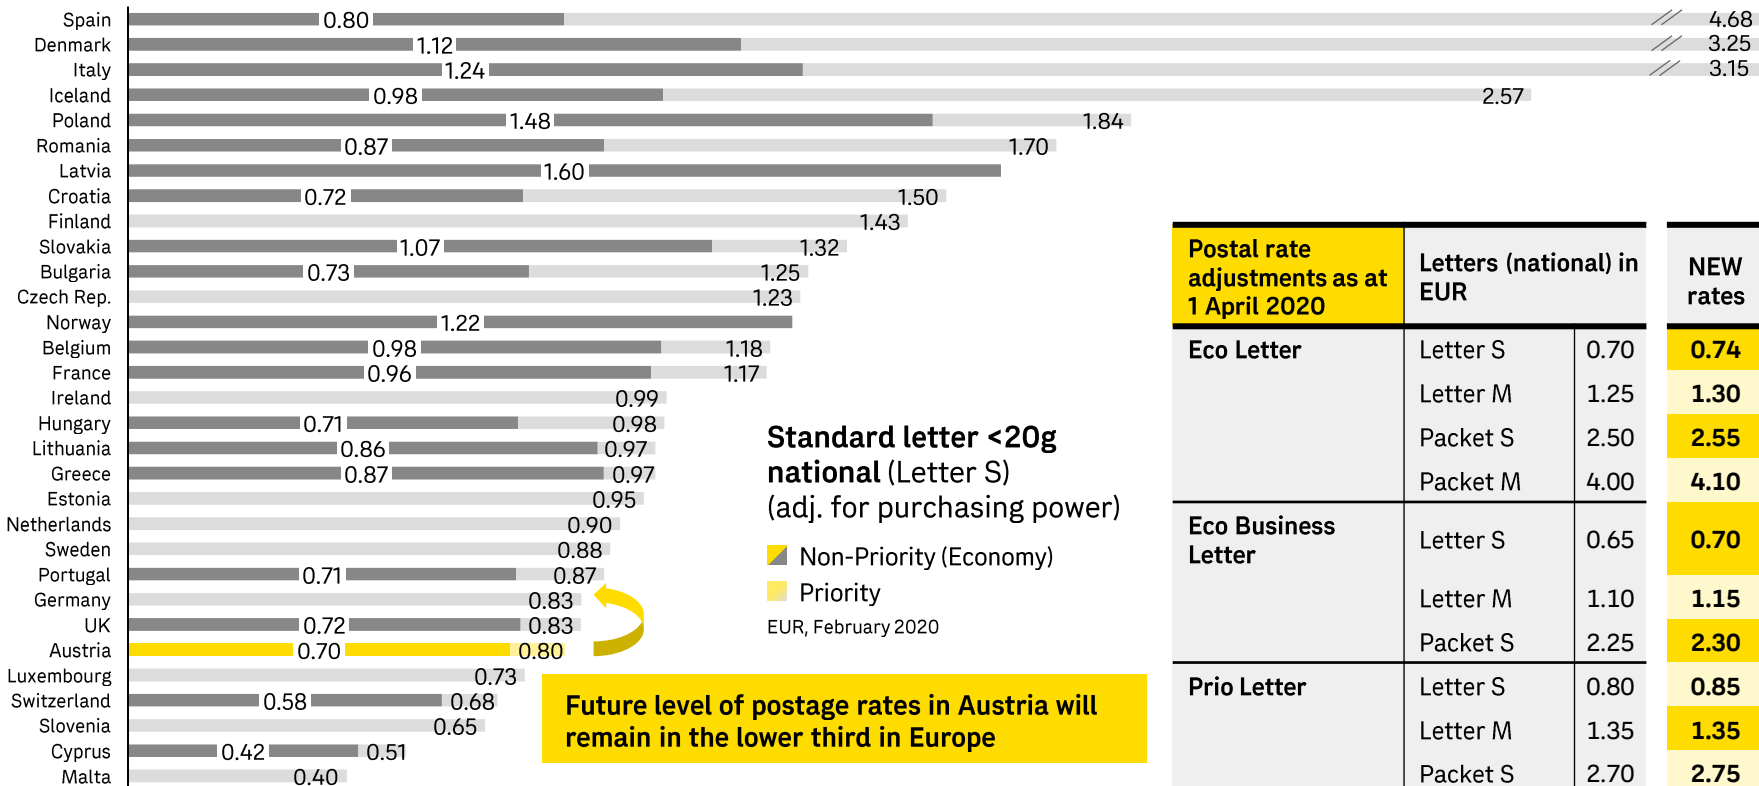 Spain 0.80 4.68
Denmark 1.12 3.25
Italy 1.24 3.15
Iceland 0.98 2.57
Poland 1.48 1.84
Romania 0.87 1.70
Latvia 1.60
Croatia 0.72 1.50
Finland 1.43
Slovakia 1.07 1.32
Bulgaria 0.73 1.25
Czech Rep. 1.23
Norway 1.22
Belgium 0.98 1.18
France 0.96 1.17
Ireland 0.99
Hungary 0.71 0.98
Lithuania 0.86 0.97
Greece 0.87 0.97
Estonia 0.95
Netherlands 0.90
Sweden 0.88
Portugal 0.71 0.87
Germany 0.83
UK 0.72 0.83
Austria 0.70 0.80
Luxembourg 0.73
Switzerland 0.58 0.68
Slovenia 0.65
Cyprus 0.42 0.51
Malta 0.40
Standard letter <20g
national (Letter S)
(adj. for purchasing power)
Non-Priority (Economy)
Priority
EUR, February 2020
Future level of postage rates in Austria will
remain in the lower third in Europe
Postal rate
adjustments as at
1 April 2020
Letters (national) in
EUR
NEW
rates
Eco Letter Letter S 0.70 0.74
Letter M 1.25 1.30
Packet S 2.50 2.55
Packet M 4.00 4.10
Eco Business
Letter
Letter S 0.65 0.70
Letter M 1.10 1.15
Packet S 2.25 2.30
Prio Letter Letter S 0.80 0.85
Letter M 1.35 1.35
Packet S 2.70 2.75